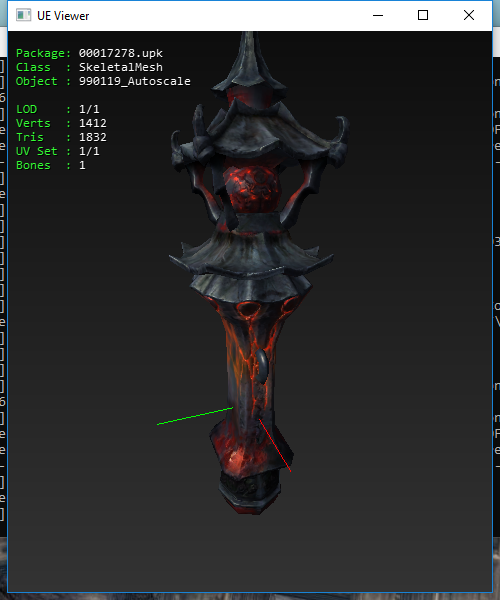 UE Viewer
Package: 00017278.upk
Class : SkeletalMesh
Object : 990119_Autoscale
LOD : 1/1
Verts : 1412
Tris : 1832
UV Set : 1/1
Bones : 1